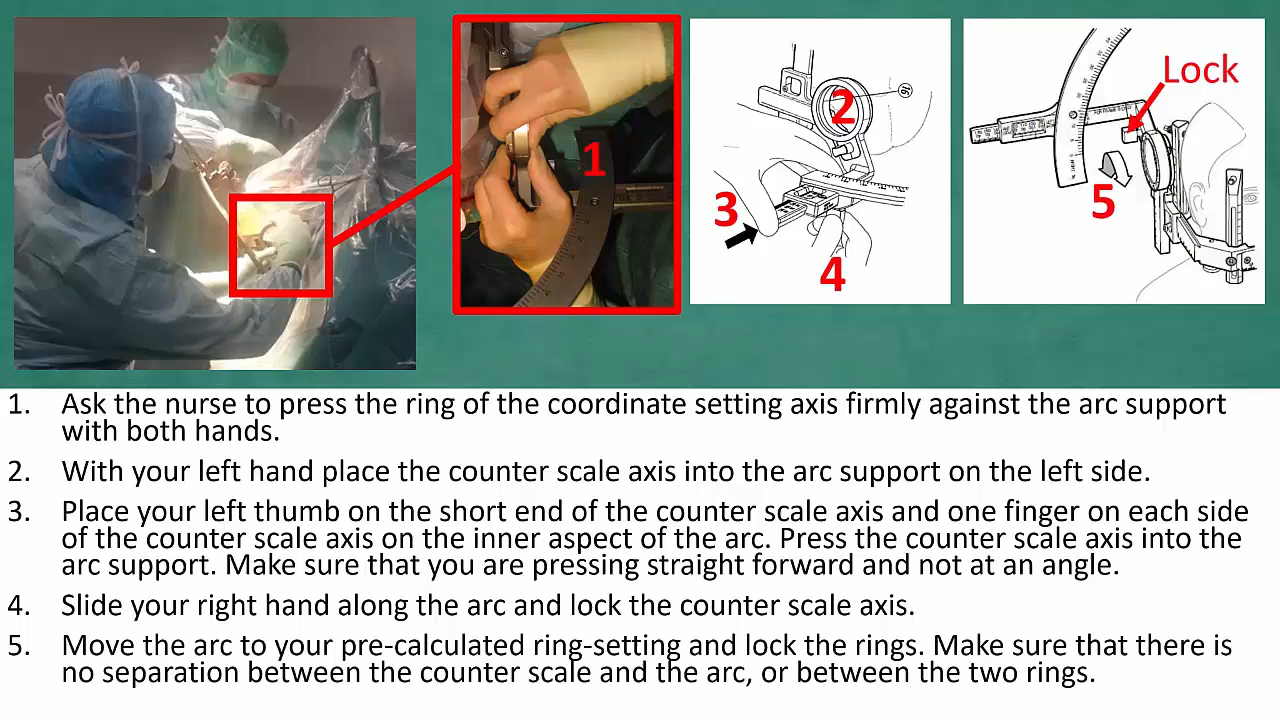 1
2
3
4
Lock
5
1. Ask the nurse to press the ring of the coordinate setting axis firmly against the arc support
with both hands.
2. With your left hand place the counter scale axis into the arc support on the left side.
3. Place your left thumb on the short end of the counter scale axis and one finger on each side
of the counter scale axis on the inner aspect of the arc. Press the counter scale axis into the
arc support. Make sure that you are pressing straight forward and not at an angle.
4. Slide your right hand along the arc and lock the counter scale axis.
5. Move the arc to your pre-calculated ring-setting and lock the rings. Make sure that there is
no separation between the counter scale and the arc, or between the two rings.